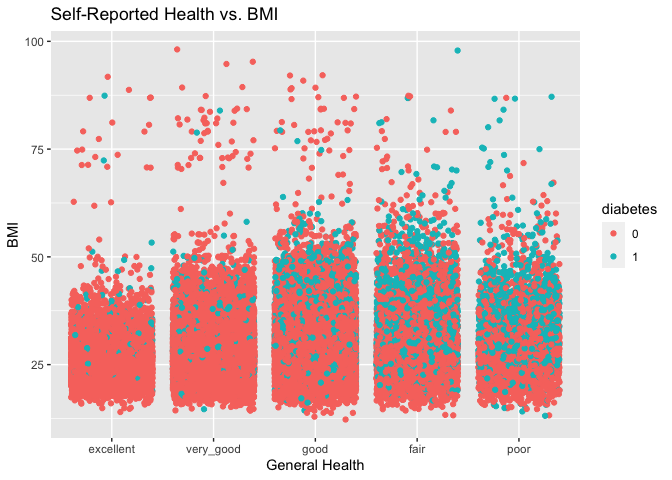 Self-Reported Health vs. BMI
100
75
50
25
BMI
excellent very_good good fair poor
General Health
diabetes
0
1